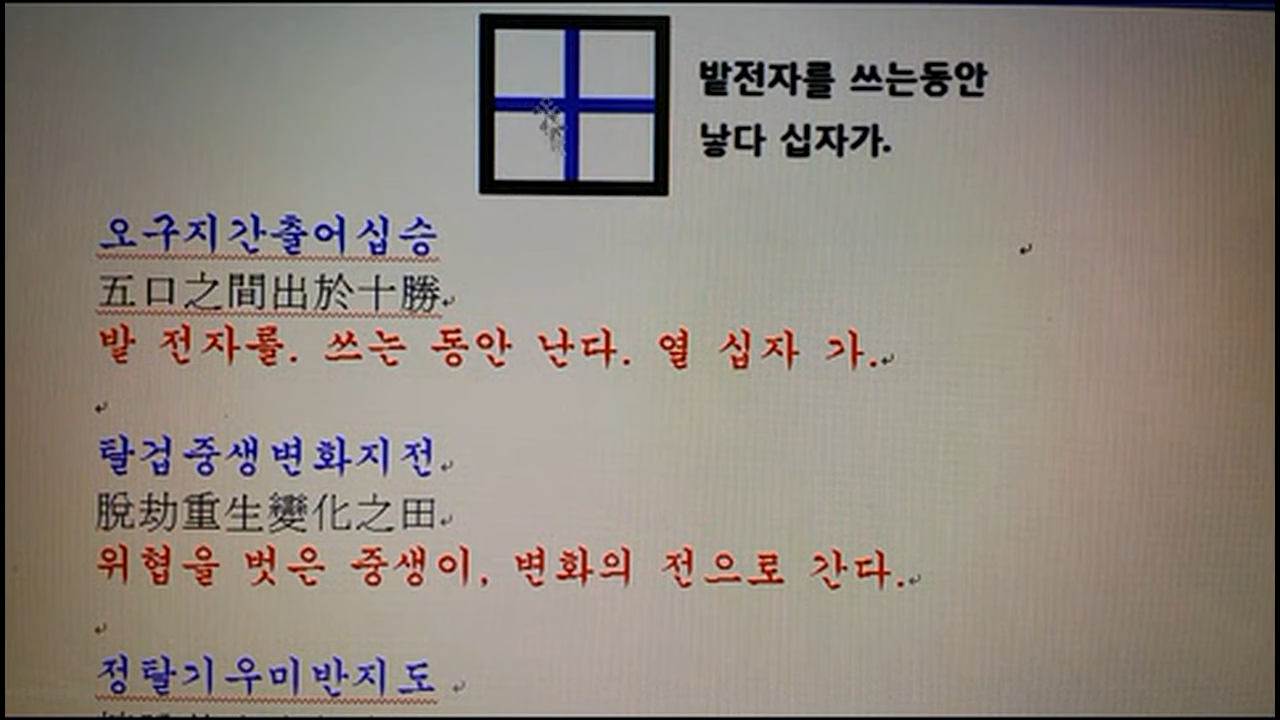 밭전자를 쓰는동안
낳다 십자가.
오구지간출어십승
五口之間出於十勝
발 전자를. 쓰는 동안 난다. 열 십자 가.
탈겁중생변화지전
脫劫重生變化之田
위협을 벗은 중생이, 변화의 전으로 간다.
정탈기우미반지도